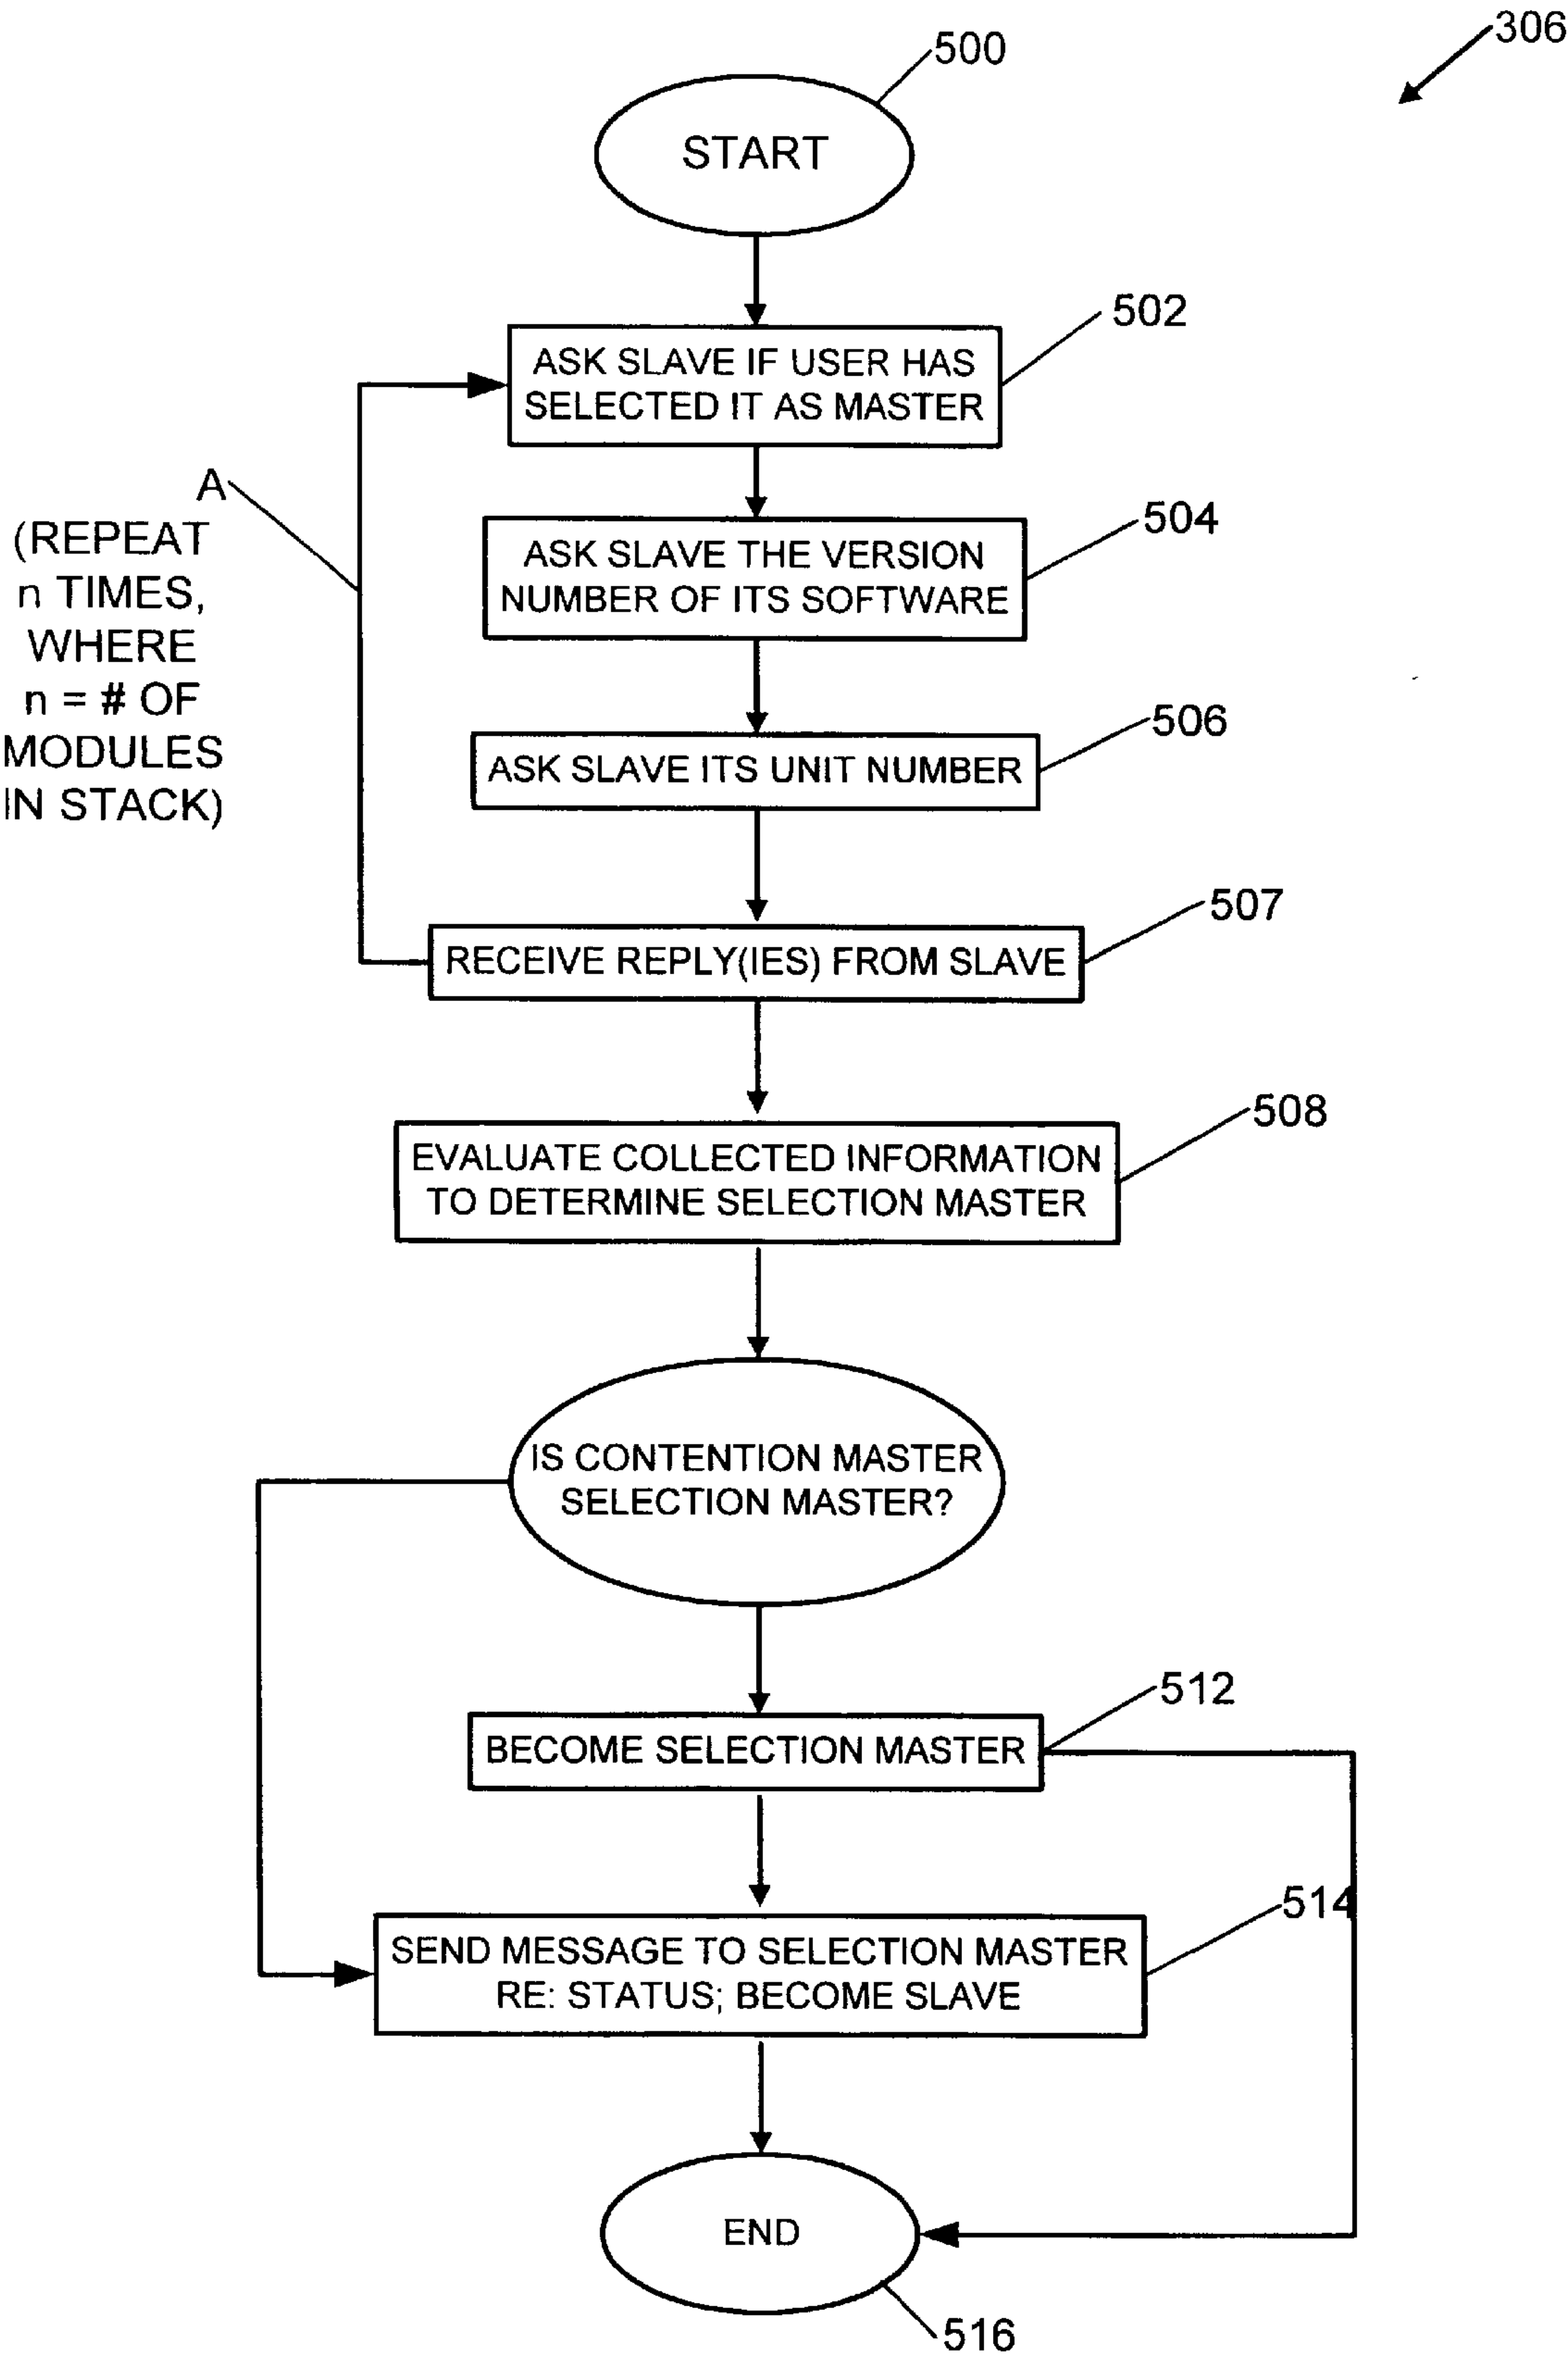 306
500
START
502
ASK SLAVE IF USER HAS
SELECTED IT AS MASTER
A
(REPEAT
n TIMES,
WHERE
n = # OF
MODULES
IN STACK)
504
ASK SLAVE THE VERSION
NUMBER OF ITS SOFTWARE
506
ASK SLAVE ITS UNIT NUMBER
507
RECEIVE REPLY(IES) FROM SLAVE
508
EVALUATE COLLECTED INFORMATION
TO DETERMINE SELECTION MASTER
IS CONTENTION MASTER
SELECTION MASTER?
512
BECOME SELECTION MASTER
514
SEND MESSAGE TO SELECTION MASTER
RE: STATUS; BECOME SLAVE
END
516